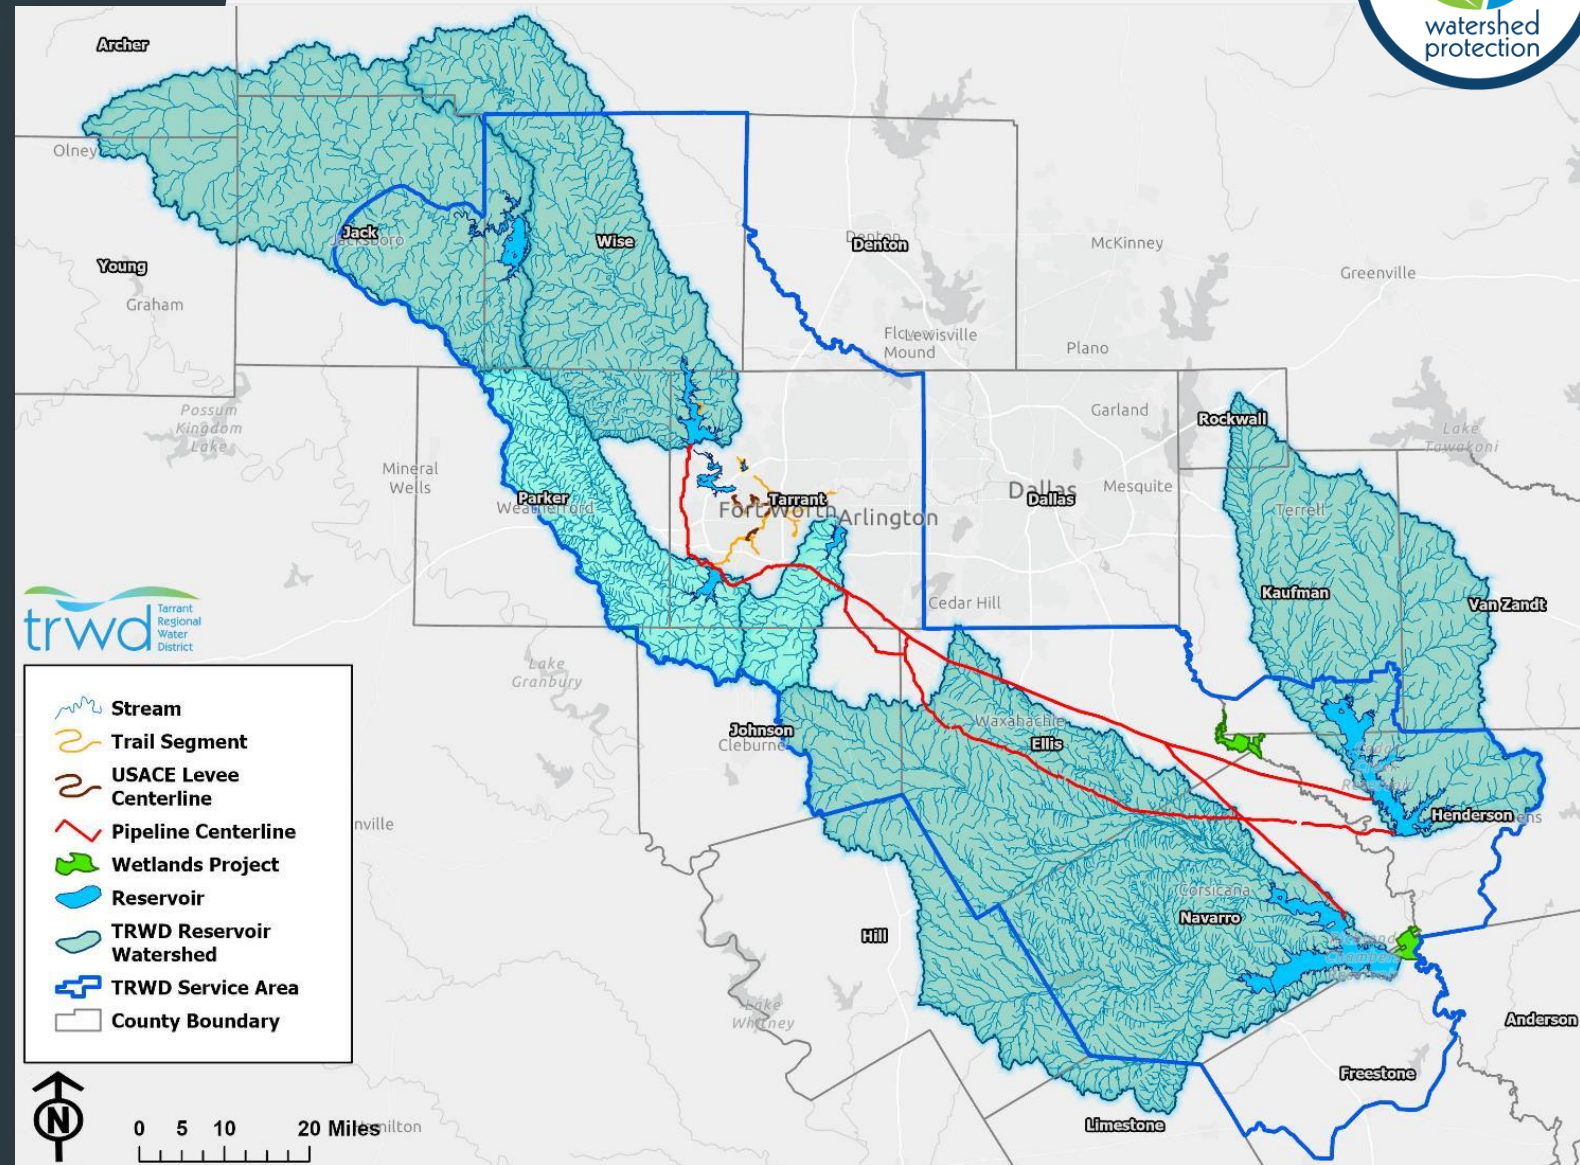 watershed
protection
Archer
Olney
Jack
Jacksboro
Wise
Denton
Denton
McKinney
Greenville
Young
Graham
Lewisville
Mound
Plano
Possum
Kingdom
Lake
Garland
Rockwall
Lake
Tawakoni
Mineral
Wells
Parker
Weatherford
Tarrant
Fort Worth
Arlington
Dallas
Dallas
Mesquite
Terrell
Kaufman
Van Zandt
Cedar Hill
trwd
Tarrant
Regional
Water
District
Lake
Granbury
Johnson
Cleburne
Waxahachie
Ellis
Henderson
nville
Corsicana
Navarro
Hill
Lake
Whitney
Anderson
Freestone
Limestone
Stream
Trail Segment
USACE Levee
Centerline
Pipeline Centerline
Wetlands Project
Reservoir
TRWD Reservoir
Watershed
TRWD Service Area
County Boundary
N
0 5 10 20 Miles
milton